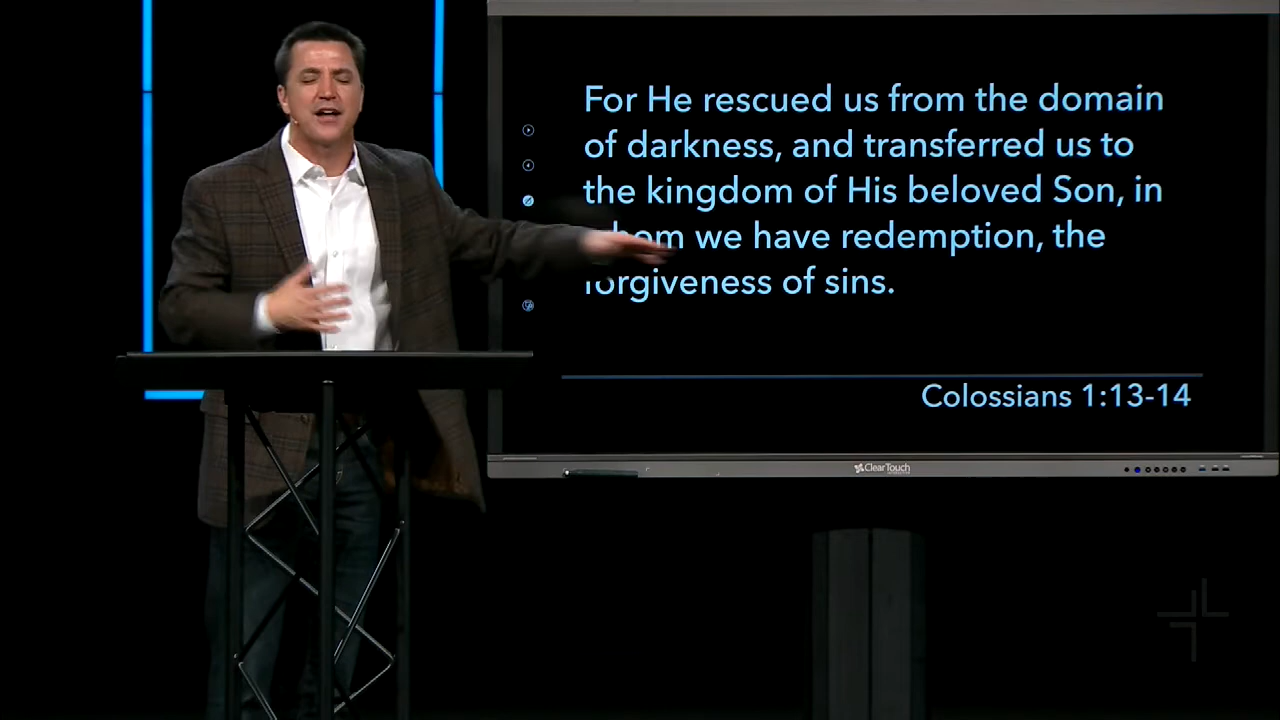 For He rescued us from the domain
of darkness, and transferred us to
the kingdom of His beloved Son, in
we have redemption, the
forgiveness of sins.
Colossians 1:13-14
ClearTouch